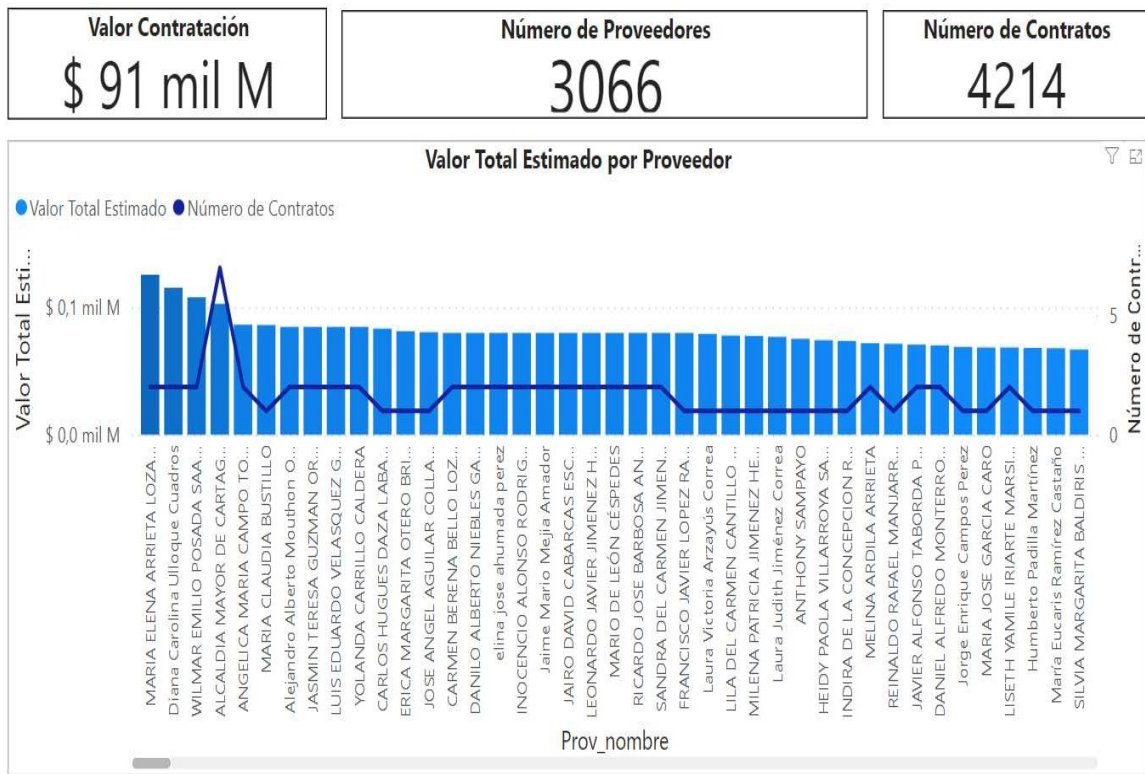 Valor Contratación
$ 91 mil M
Número de Proveedores
3066
Número de Contratos
4214
Valor Total Estimado por Proveedor
Valor Total Estimado
Número de Contratos
Valor Total Esti...
$ 0,1 mil M
$ 0,0 mil M
5
0
Número de Contr...
MARIA ELENA ARRIETA LOZA...
Diana Carolina Ulloque Cuadros
WILMAR EMILIO POSADA SAA...
ALCALDIA MAYOR DE CARTAG...
ANGELICA MARIA CAMPO TO...
MARIA CLAUDIA BUSTILLO
Alejandro Alberto Mouthon O...
JASMIN TERESA GUZMAN OR...
LUIS EDUARDO VELASQUEZ G...
YOLANDA CARRILLO CALDERA
CARLOS HUGUES DAZA LABA...
ERICA MARGARITA OTERO BRI...
JOSE ANGEL AGUILAR COLLA...
CARMEN BERENA BELLO LOZ...
DANILO ALBERTO NIEBLES GA...
elina jose ahumada perez
INOCENCIO ALONSO RODRIG...
Jaime Mario Mejia Amador
JAIRO DAVID CABARCAS ESC...
LEONARDO JAVIER JIMENEZ H...
MARIO DE LEÓN CÉSPEDES
RICARDO JOSE BARBOSA AN...
SANDRA DEL CARMEN JIMEN...
FRANCISCO JAVIER LOPEZ RA...
Laura Victoria Arzayús Correa
LILA DEL CARMEN CANTILLO ...
MILENA PATRICIA JIMENEZ HE...
Laura Judith Jiménez Correa
ANTHONY SAMPAYO
HEIDY PAOLA VILLARROYA SA...
INDIRA DE LA CONCEPCION R...
MELINA ARDILA ARRIETA
REINALDO RAFAEL MANJARR...
JAVIER ALFONSO TABORDA P...
DANIEL ALFREDO MONTERRO...
Jorge Enrique Campos Perez
MARIA JOSE GARCIA CARO
LISETH YAMILE IRIARTE MARSI...
Humberto Padilla Martínez
María Eucaris Ramírez Castaño
SILVIA MARGARITA BALDIRIS ...
Prov_nombre